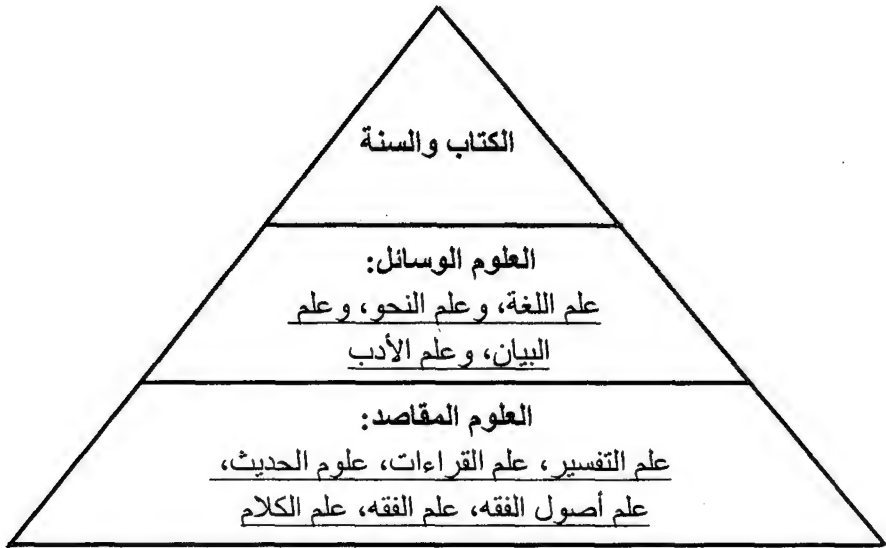 الكتاب والسنة
العلوم الوسائل:
علم اللغة، وعلم النحو، وعلم
البيان، وعلم الأدب
العلوم المقاصد:
علم التفسير، علم القراءات، علوم الحديث،
علم أصول الفقه، علم الفقه، علم الكلام